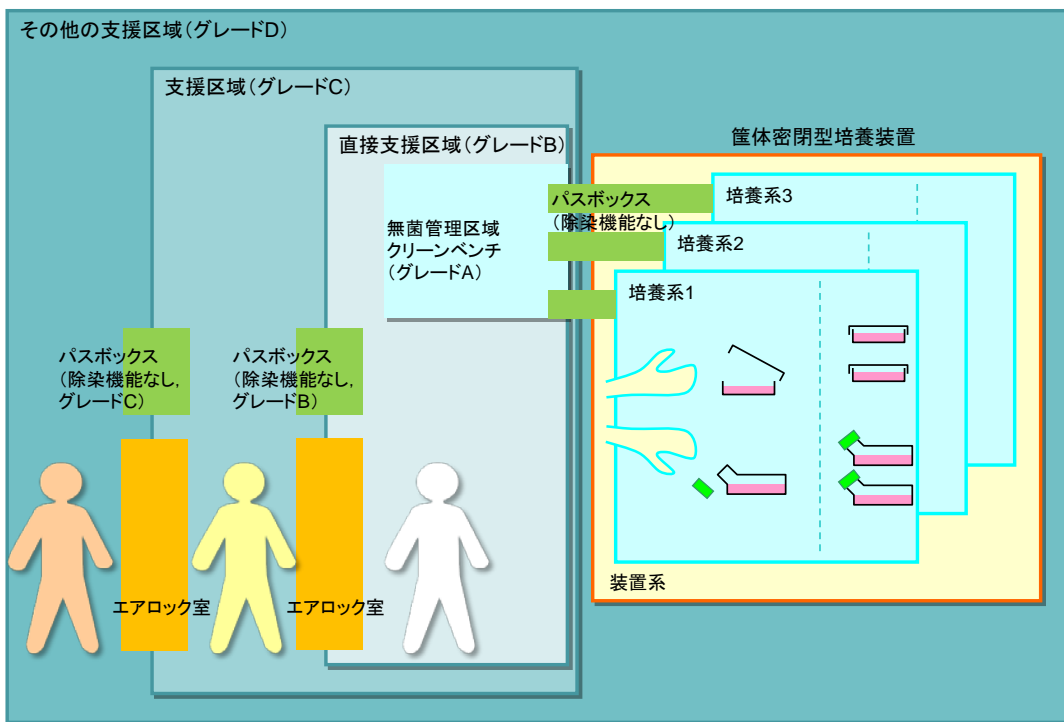 その他の支援区域（グレードD）
支援区域（グレードC）
直接支援区域（グレードB）
筐体密閉型培養装置
無菌管理区域
クリーンベンチ
（グレードA）
パスボックス
（除染機能なし）
培養系3
培養系2
培養系1
パスボックス
（除染機能なし，
グレードC）
パスボックス
（除染機能なし，
グレードB）
装置系
エアロック室
エアロック室